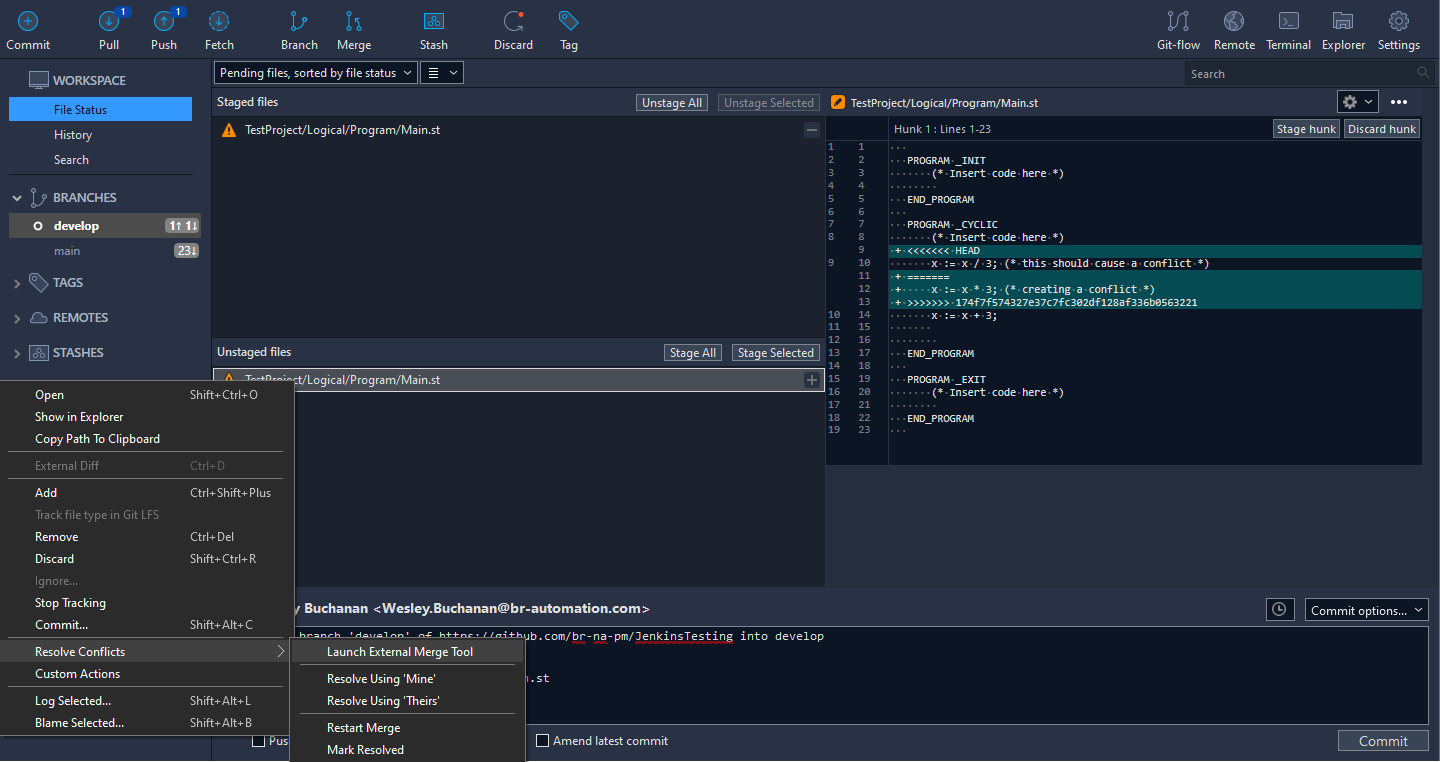 Commit Pull 1 Push 1 Fetch Branch Merge Stash Discard Tag Git-flow Remote Terminal Explorer Settings
WORKSPACE
File Status
History
Search
BRANCHES
develop 1↑ 1↓
main 23↓
TAGS
REMOTES
STASHES
Pending files, sorted by file status
Search
Staged files Unstage All Unstage Selected
TestProject/Logical/Program/Main.st
Unstaged files Stage All Stage Selected
TestProject/Logical/Program/Main.st
TestProject/Logical/Program/Main.st
Hunk 1 : Lines 1-23 Stage hunk Discard hunk
1 1
2 2 PROGRAM _INIT
3 3 (* Insert code here *)
4 4
5 5 END_PROGRAM
6 6
7 7 PROGRAM _CYCLIC
8 8 (* Insert code here *)
9 + <<<<<<< HEAD
9 10 x := x / 3; (* this should cause a conflict *)
11 + =======
12 + x := x * 3; (* creating a conflict *)
13 + >>>>>>> 174f7f574327e37c7fc302df128af336b0563221
10 14 x := x + 3;
11 15
12 16
13 17 END_PROGRAM
14 18
15 19 PROGRAM _EXIT
16 20 (* Insert code here *)
17 21
18 22 END_PROGRAM
19 23
Open Shift+Ctrl+O
Show in Explorer
Copy Path To Clipboard
External Diff Ctrl+D
Add Ctrl+Shift+Plus
Track file type in Git LFS
Remove Ctrl+Del
Discard Shift+Ctrl+R
Ignore...
Stop Tracking
Commit... Shift+Alt+C
Resolve Conflicts
Custom Actions
Log Selected... Shift+Alt+L
Blame Selected... Shift+Alt+B
Launch External Merge Tool
Resolve Using 'Mine'
Resolve Using 'Theirs'
Restart Merge
Mark Resolved
y Buchanan <Wesley.Buchanan@br-automation.com>
Commit options...
branch 'develop' of https://github.com/br-na-pm/JenkinsTesting into develop
n.st
Pus
Amend latest commit
Commit